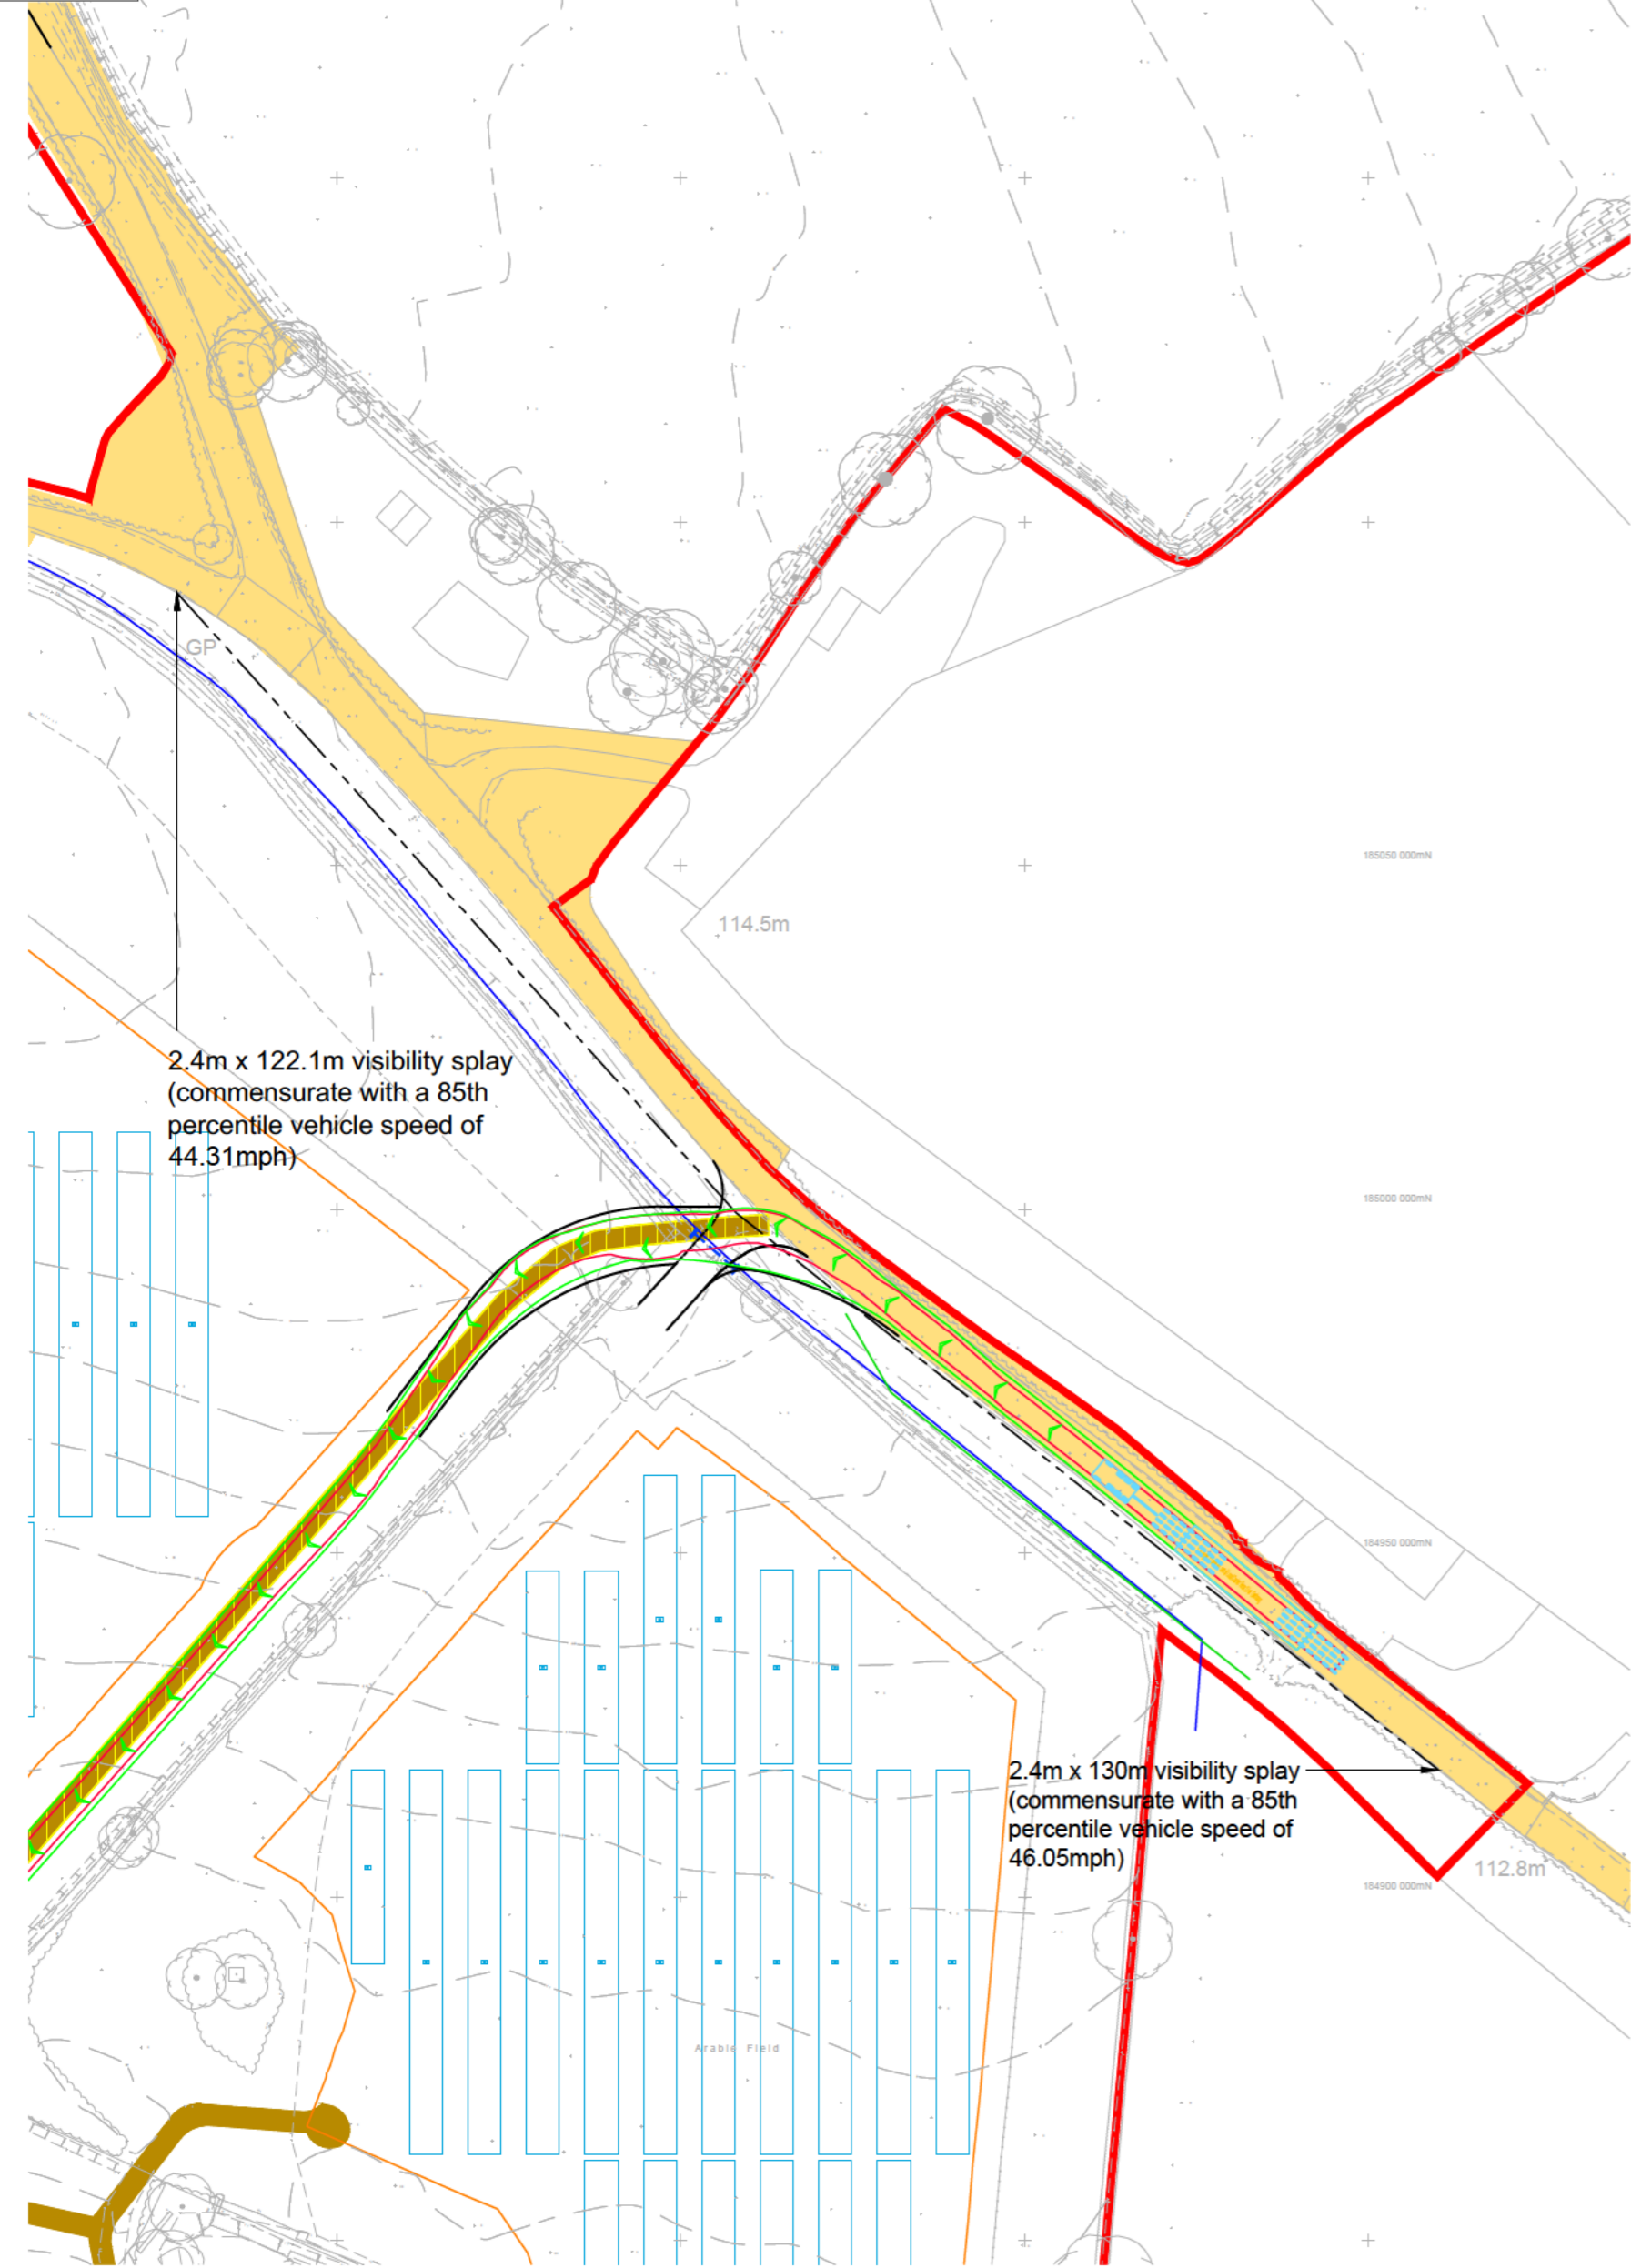 GP
185050 000mN
114.5m
2.4m x 122.1m visibility splay
(commensurate with a 85th
percentile vehicle speed of
44.31mph)
185000 000mN
184950 000mN
2.4m x 130m visibility splay
(commensurate with a 85th
percentile vehicle speed of
46.05mph)
112.8m
184900 000mN
Arable Field